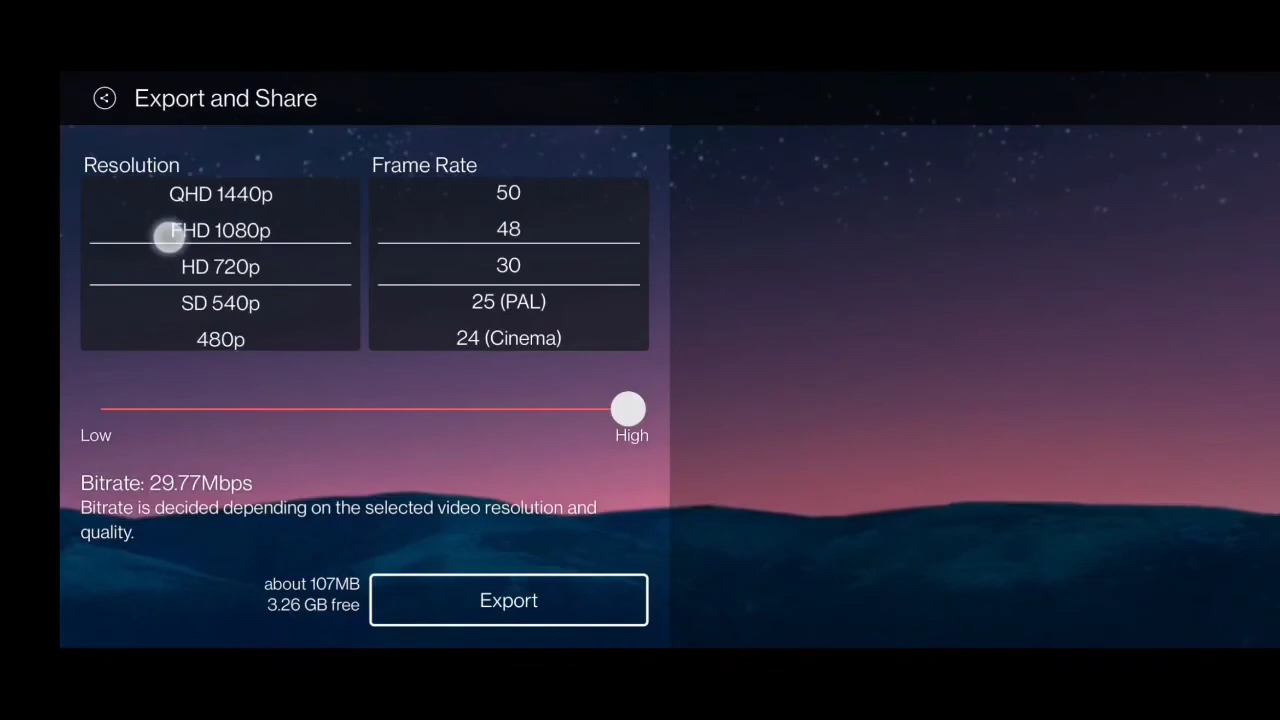 Export and Share
Resolution
QHD 1440p
FHD 1080p
HD 720p
SD 540p
480p
Frame Rate
50
48
30
25 (PAL)
24 (Cinema)
Low
High
Bitrate: 29.77Mbps
Bitrate is decided depending on the selected video resolution and
quality.
about 107MB
3.26 GB free
Export